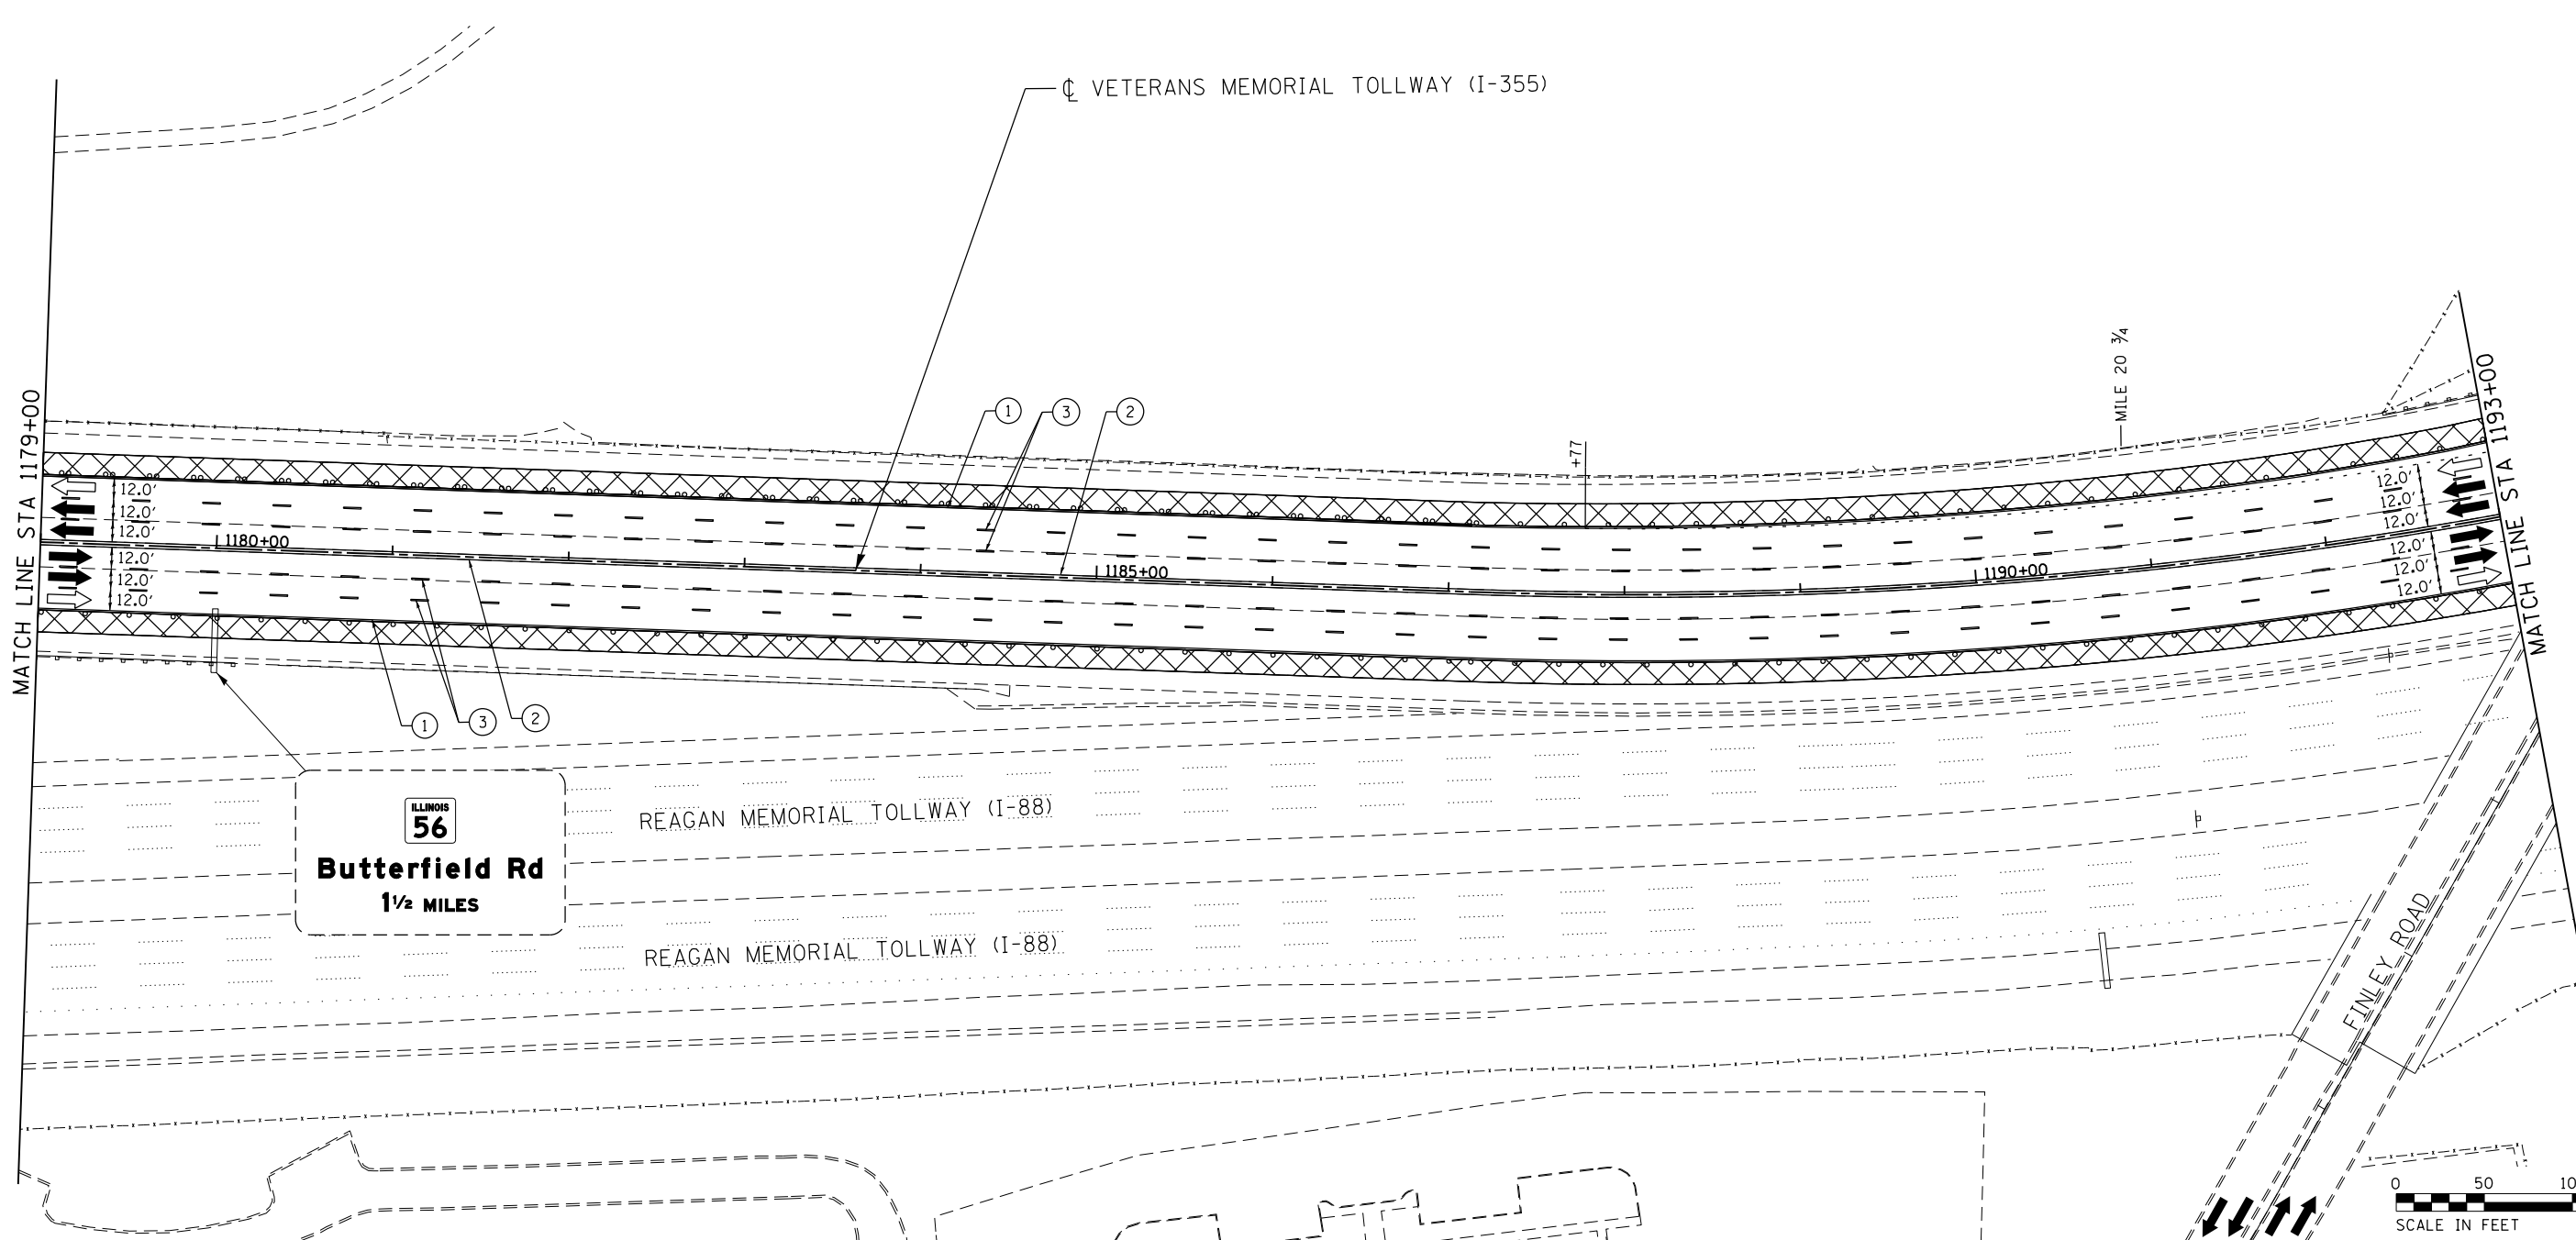 ℄ VETERANS MEMORIAL TOLLWAY (I-355)
MATCH LINE STA 1179+00
MATCH LINE STA 1193+00
MILE 20 ¾
+77
1
3
2
12.0'
12.0'
12.0'
12.0'
12.0'
12.0'
12.0'
12.0'
12.0'
12.0'
12.0'
12.0'
1180+00
1185+00
1190+00
1
3
2
ILLINOIS
56
Butterfield Rd
1½ MILES
REAGAN MEMORIAL TOLLWAY (I-88)
REAGAN MEMORIAL TOLLWAY (I-88)
FINLEY ROAD
0 50
SCALE IN FEET